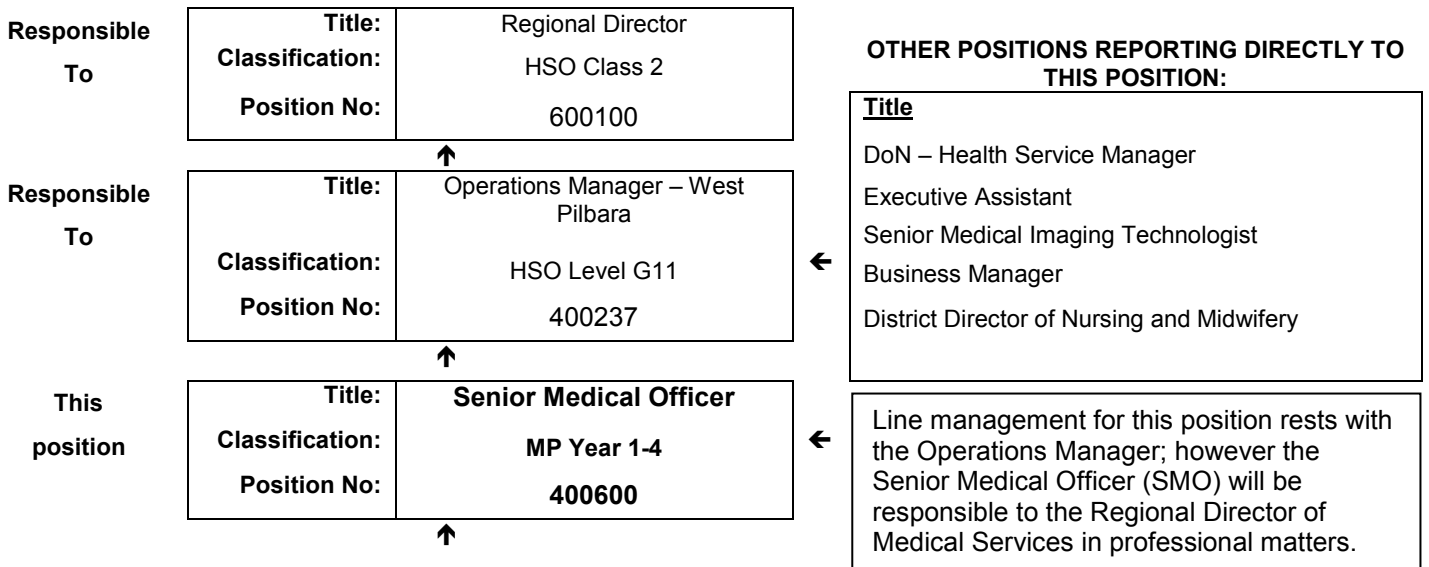 Responsible
To
Title:
Regional Director
Classification:
HSO Class 2
Position No:
600100
Responsible
To
Title:
Operations Manager – West
Pilbara
Classification:
HSO Level G11
Position No:
400237
This
position
Title:
Senior Medical Officer
Classification:
MP Year 1-4
Position No:
400600
OTHER POSITIONS REPORTING DIRECTLY TO
THIS POSITION:
Title
DoN – Health Service Manager
Executive Assistant
Senior Medical Imaging Technologist
Business Manager
District Director of Nursing and Midwifery
Line management for this position rests with
the Operations Manager; however the
Senior Medical Officer (SMO) will be
responsible to the Regional Director of
Medical Services in professional matters.